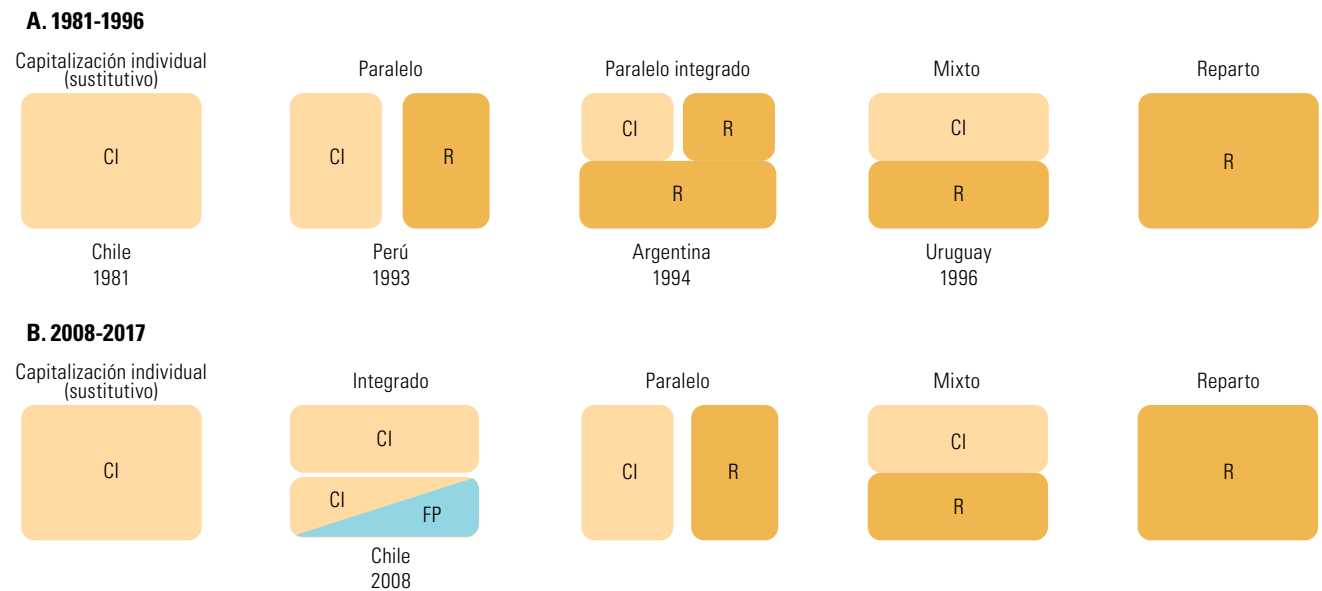 A. 1981-1996
Capitalización individual
(sustitutivo)
Paralelo
Paralelo integrado
Mixto
Reparto
CI
CI
R
CI
R
R
CI
R
R
Chile
1981
Perú
1993
Argentina
1994
Uruguay
1996
B. 2008-2017
Capitalización individual
(sustitutivo)
Integrado
Paralelo
Mixto
Reparto
CI
CI
CI
FP
CI
R
CI
R
R
Chile
2008